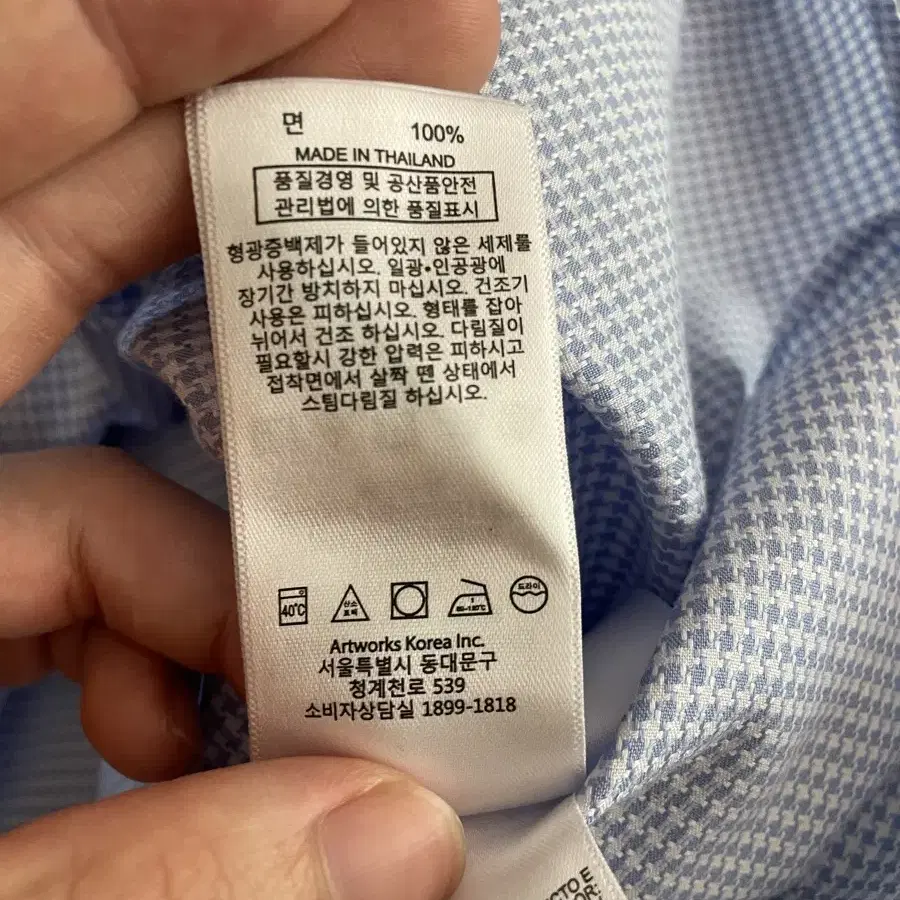 면 100%
MADE IN THAILAND
품질경영 및 공산품안전
관리법에 의한 품질표시
형광증백제가 들어있지 않은 세제를
사용하십시오. 일광•인공광에
장기간 방치하지 마십시오. 건조기
사용은 피하십시오. 형태를 잡아
뉘어서 건조 하십시오. 다림질이
필요할시 강한 압력은 피하시고
접착면에서 살짝 뗀 상태에서
스팀다림질 하십시오.
40℃ 산소 표백 1 드라이
Artworks Korea Inc.
서울특별시 동대문구
청계천로 539
소비자상담실 1899-1818